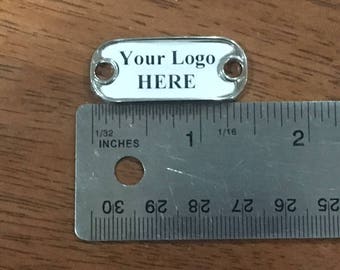 Your Logo
HERE
1/32 1 1/16 2
INCHES
30 29 28 27 26 25